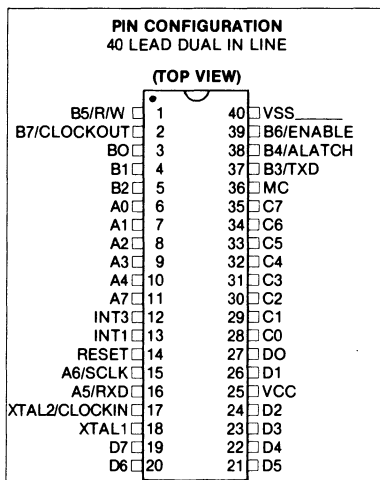 PIN CONFIGURATION
40 LEAD DUAL IN LINE
(TOP VIEW)
B5/R/W 1 40 VSS
B7/CLOCKOUT 2 39 B6/ENABLE
BO 3 38 B4/ALATCH
B1 4 37 B3/TXD
B2 5 36 MC
A0 6 35 C7
A1 7 34 C6
A2 8 33 C5
A3 9 32 C4
A4 10 31 C3
A7 11 30 C2
INT3 12 29 C1
INT1 13 28 C0
RESET 14 27 DO
A6/SCLK 15 26 D1
A5/RXD 16 25 VCC
XTAL2/CLOCKIN 17 24 D2
XTAL1 18 23 D3
D7 19 22 D4
D6 20 21 D5